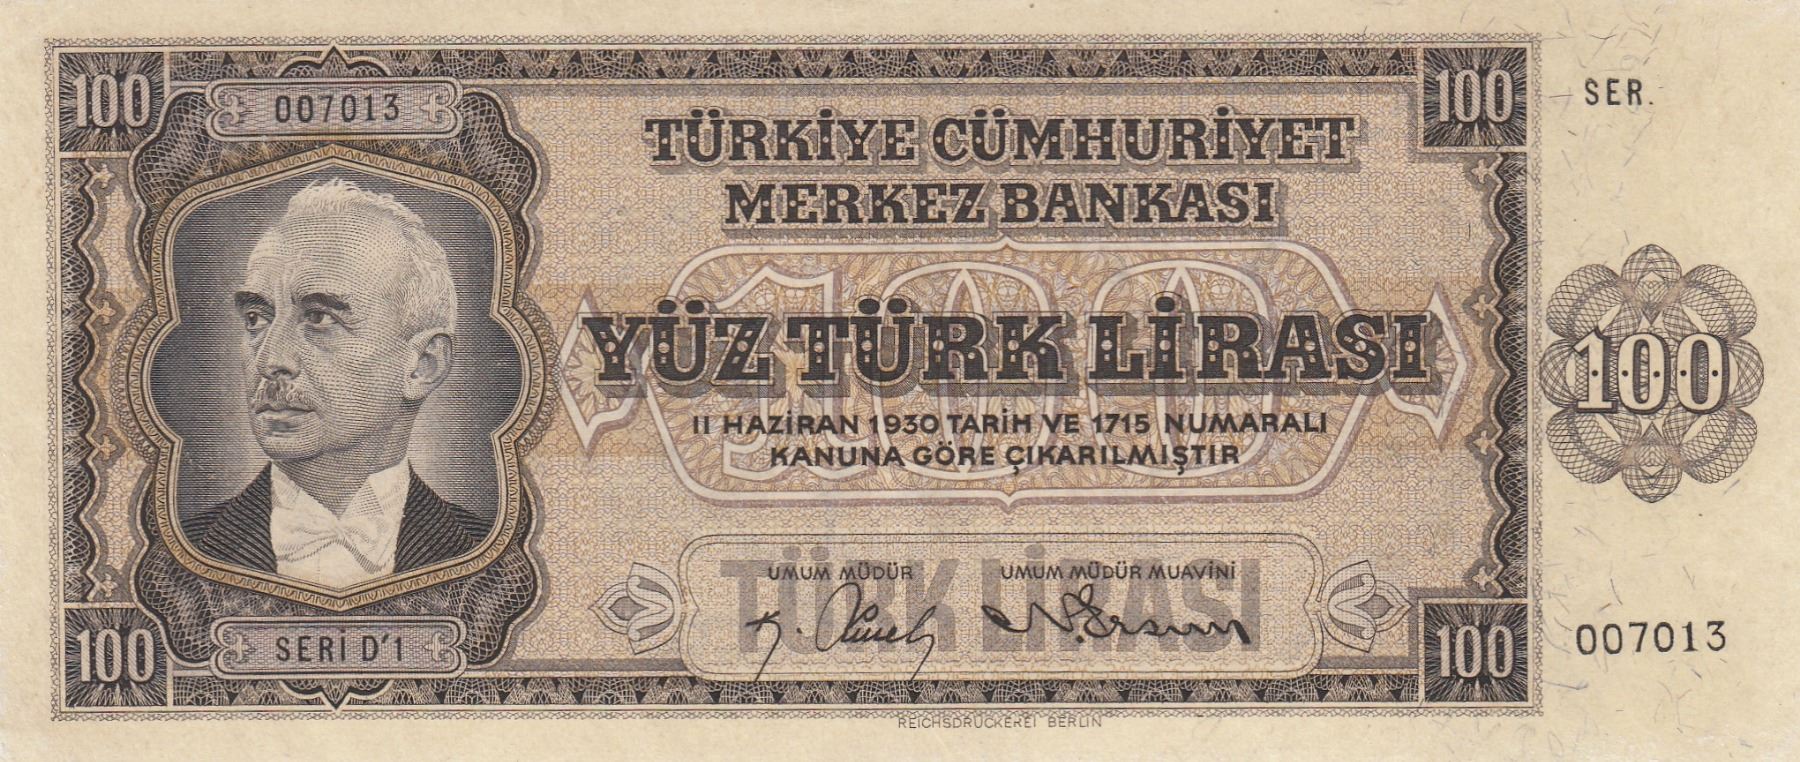 100
007013
100
SER.
TÜRKİYE CÜMHURİYET
MERKEZ BANKASI
100
YÜZ TÜRK LİRASI
100
11 HAZİRAN 1930 TARİH VE 1715 NUMARALI
KANUNA GÖRE ÇIKARILMIŞTIR
TÜRK LİRASI
UMUM MÜDÜR
UMUM MÜDÜR MUAVİNİ
100
SERİ D'1
100
007013
REICHSDRUCKEREI BERLIN